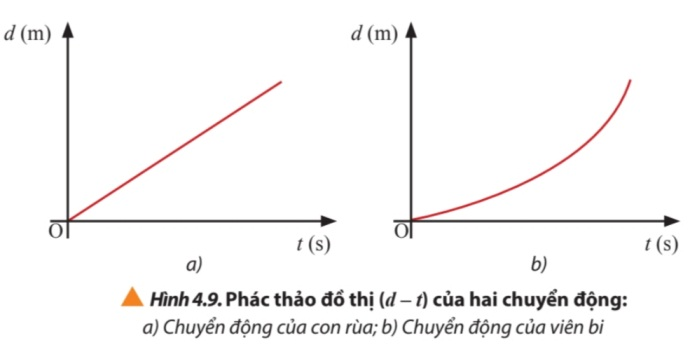 d (m)
d (m)
O
O
t (s)
t (s)
a)
b)
Hình 4.9. Phác thảo đồ thị (d – t) của hai chuyển động:
a) Chuyển động của con rùa; b) Chuyển động của viên bi